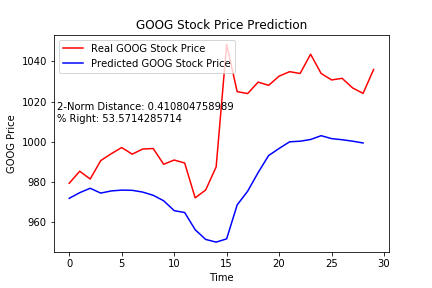 GOOG Stock Price Prediction
Real GOOG Stock Price
Predicted GOOG Stock Price
2-Norm Distance: 0.410804758989
% Right: 53.5714285714
GOOG Price
1040
1020
1000
980
960
0 5 10 15 20 25 30
Time